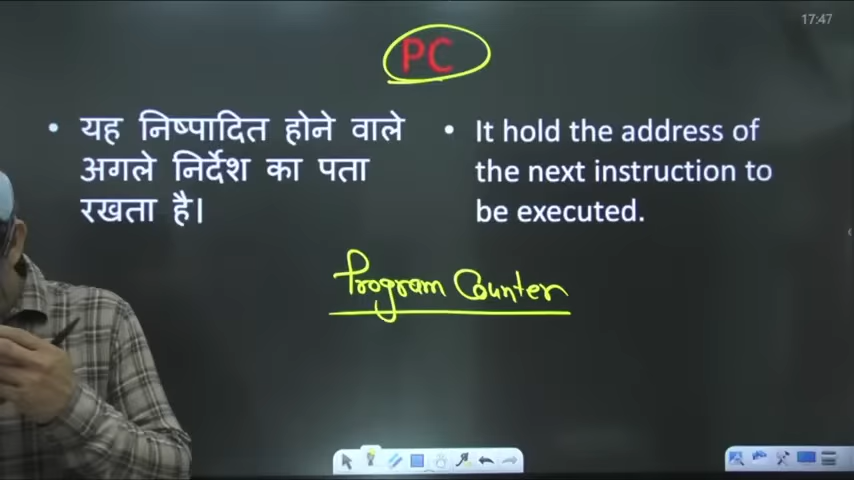 17:47
PC
• यह निष्पादित होने वाले
अगले निर्देश का पता
रखता है।
• It hold the address of
the next instruction to
be executed.
Program Counter